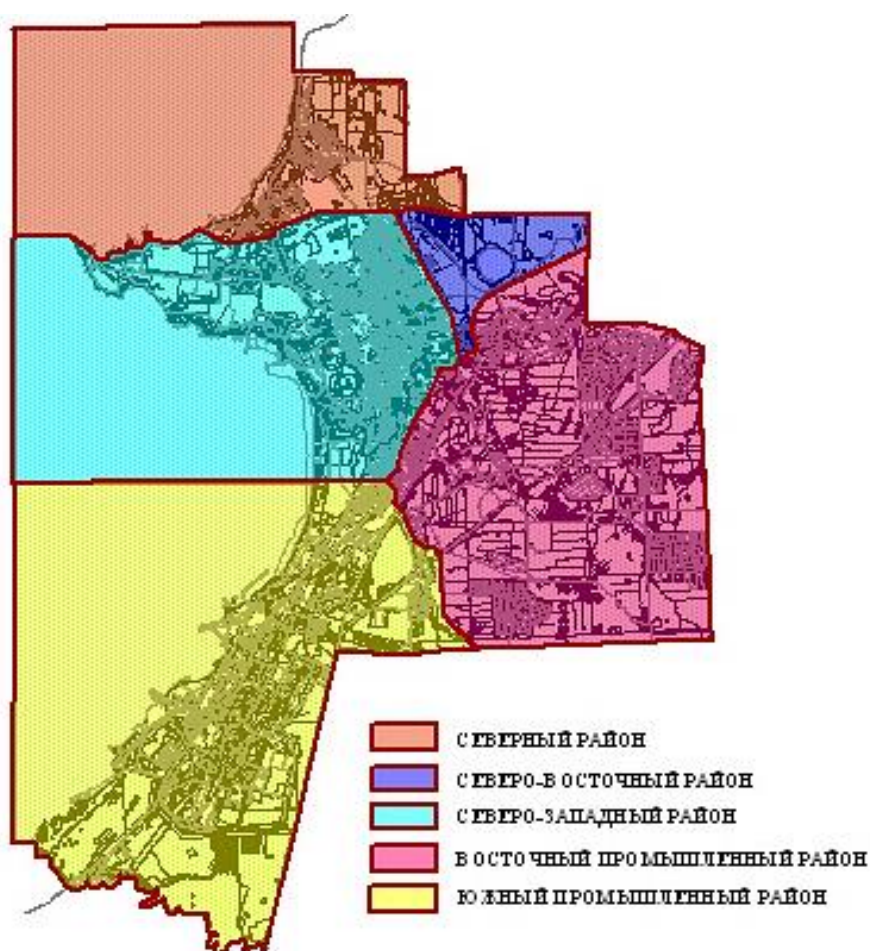 СЕВЕРНЫЙ РАЙОН
СЕВЕРО-ВОСТОЧНЫЙ РАЙОН
СЕВЕРО-ЗАПАДНЫЙ РАЙОН
ВОСТОЧНЫЙ ПРОМЫШЛЕННЫЙ РАЙОН
ЮЖНЫЙ ПРОМЫШЛЕННЫЙ РАЙОН